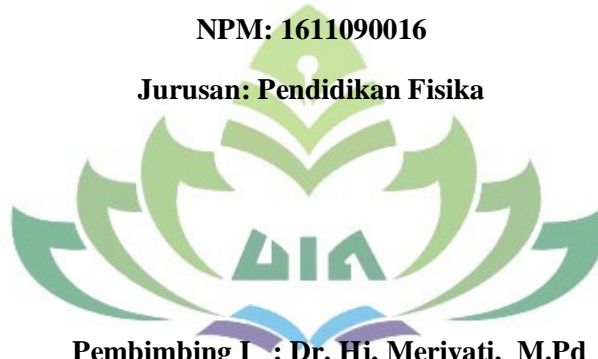 NPM: 1611090016
Jurusan: Pendidikan Fisika
UIN
Pembimbing I : Dr. Hj. Meriyati, M.Pd